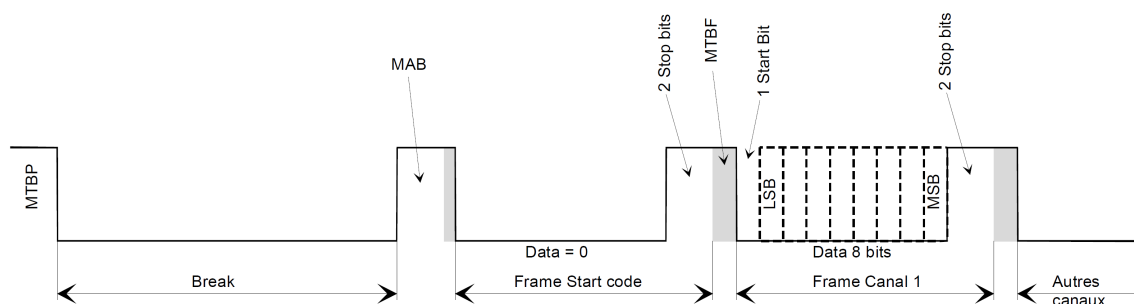 MAB
2 Stop bits
MTBF
1 Start Bit
2 Stop bits
MTBP
LSB
MSB
Data = 0
Data 8 bits
Break
Frame Start code
Frame Canal 1
Autres
canaux